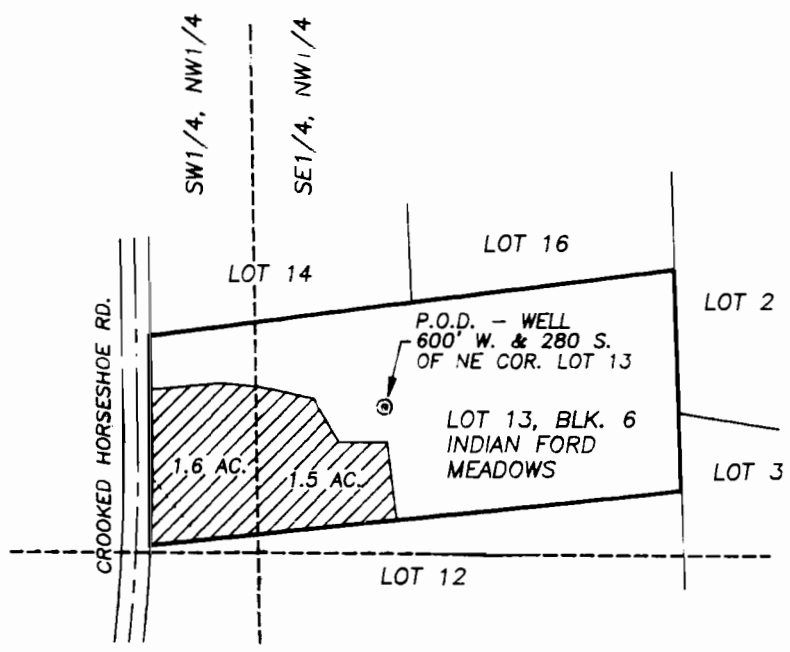 SW1/4, NW1/4
SE1/4, NW1/4
LOT 16
LOT 14
LOT 2
P.O.D. - WELL
600' W. & 280 S.
OF NE COR. LOT 13
CROOKED HORSESHOE RD.
LOT 13, BLK. 6
INDIAN FORD
MEADOWS
1.6 AC.
1.5 AC.
LOT 3
LOT 12